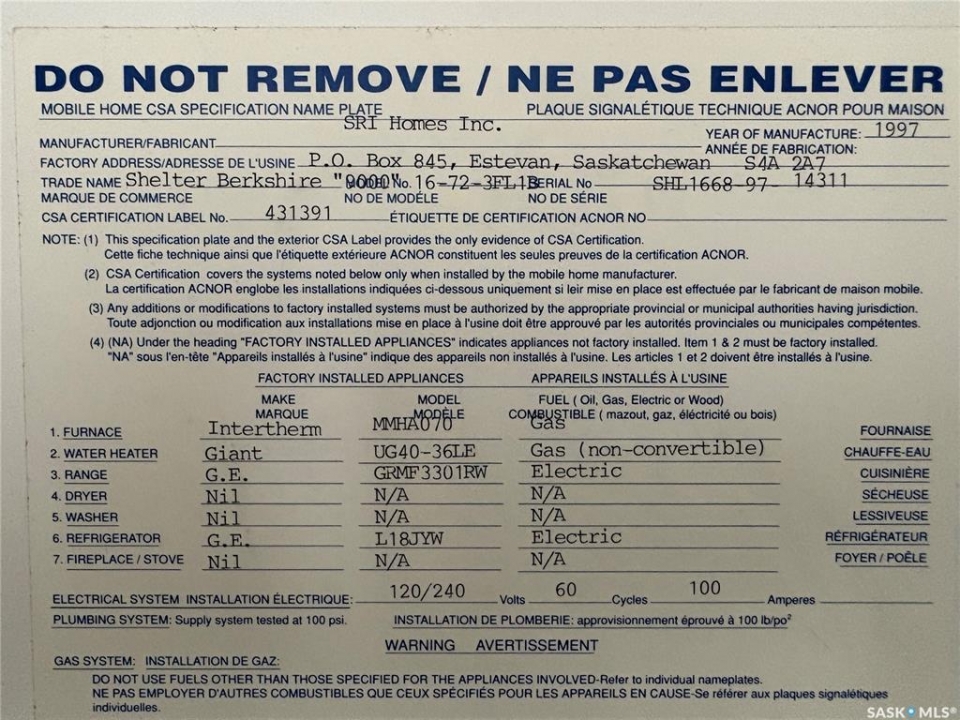 DO NOT REMOVE / NE PAS ENLEVER
MOBILE HOME CSA SPECIFICATION NAME PLATE PLAQUE SIGNALÉTIQUE TECHNIQUE ACNOR POUR MAISON
MANUFACTURER/FABRICANT SRI Homes Inc. YEAR OF MANUFACTURE: 1997
ANNÉE DE FABRICATION:
FACTORY ADDRESS/ADRESSE DE L'USINE P.O. Box 845, Estevan, Saskatchewan S4A 2A7
TRADE NAME Shelter Berkshire "9000" MODEL No. 16-72-3FL1B SERIAL No SHL1668-97- 14311
MARQUE DE COMMERCE NO DE MODÉLE NO DE SÉRIE
CSA CERTIFICATION LABEL No. 431391 ÉTIQUETTE DE CERTIFICATION ACNOR NO
NOTE: (1) This specification plate and the exterior CSA Label provides the only evidence of CSA Certification.
Cette fiche technique ainsi que l'étiquette extérieure ACNOR constituent les seules preuves de la certification ACNOR.
(2) CSA Certification covers the systems noted below only when installed by the mobile home manufacturer.
La certification ACNOR englobe les installations indiquées ci-dessous uniquement si leir mise en place est effectuée par le fabricant de maison mobile.
(3) Any additions or modifications to factory installed systems must be authorized by the appropriate provincial or municipal authorities having jurisdiction.
Toute adjonction ou modification aux installations mise en place à l'usine doit être approuvé par les autorités provinciales ou municipales compétentes.
(4) (NA) Under the heading "FACTORY INSTALLED APPLIANCES" indicates appliances not factory installed. Item 1 & 2 must be factory installed.
"NA" sous l'en-tête "Appareils installés à l'usine" indique des appareils non installés à l'usine. Les articles 1 et 2 doivent être installés à l'usine.
FACTORY INSTALLED APPLIANCES APPAREILS INSTALLÉS À L'USINE
MAKE MODEL FUEL ( Oil, Gas, Electric or Wood)
MARQUE MODÈLE COMBUSTIBLE ( mazout, gaz, éléctricité ou bois)
1. FURNACE Intertherm MMHA070 Gas FOURNAISE
2. WATER HEATER Giant UG40-36LE Gas (non-convertible) CHAUFFE-EAU
3. RANGE G.E. GRMF3301RW Electric CUISINIÈRE
4. DRYER Nil N/A N/A SÉCHEUSE
5. WASHER Nil N/A N/A LESSIVEUSE
6. REFRIGERATOR G.E. L18JYW Electric RÉFRIGÉRATEUR
7. FIREPLACE / STOVE Nil N/A N/A FOYER / POÊLE
ELECTRICAL SYSTEM INSTALLATION ÉLECTRIQUE: 120/240 Volts 60 Cycles 100 Amperes
PLUMBING SYSTEM: Supply system tested at 100 psi. INSTALLATION DE PLOMBERIE: approvisionnement éprouvé à 100 lb/po²
WARNING AVERTISSEMENT
GAS SYSTEM: INSTALLATION DE GAZ:
DO NOT USE FUELS OTHER THAN THOSE SPECIFIED FOR THE APPLIANCES INVOLVED-Refer to individual nameplates.
NE PAS EMPLOYER D'AUTRES COMBUSTIBLES QUE CEUX SPÉCIFIÉS POUR LES APPAREILS EN CAUSE-Se référer aux plaques signalétiques
individuelles.
SASK MLS®